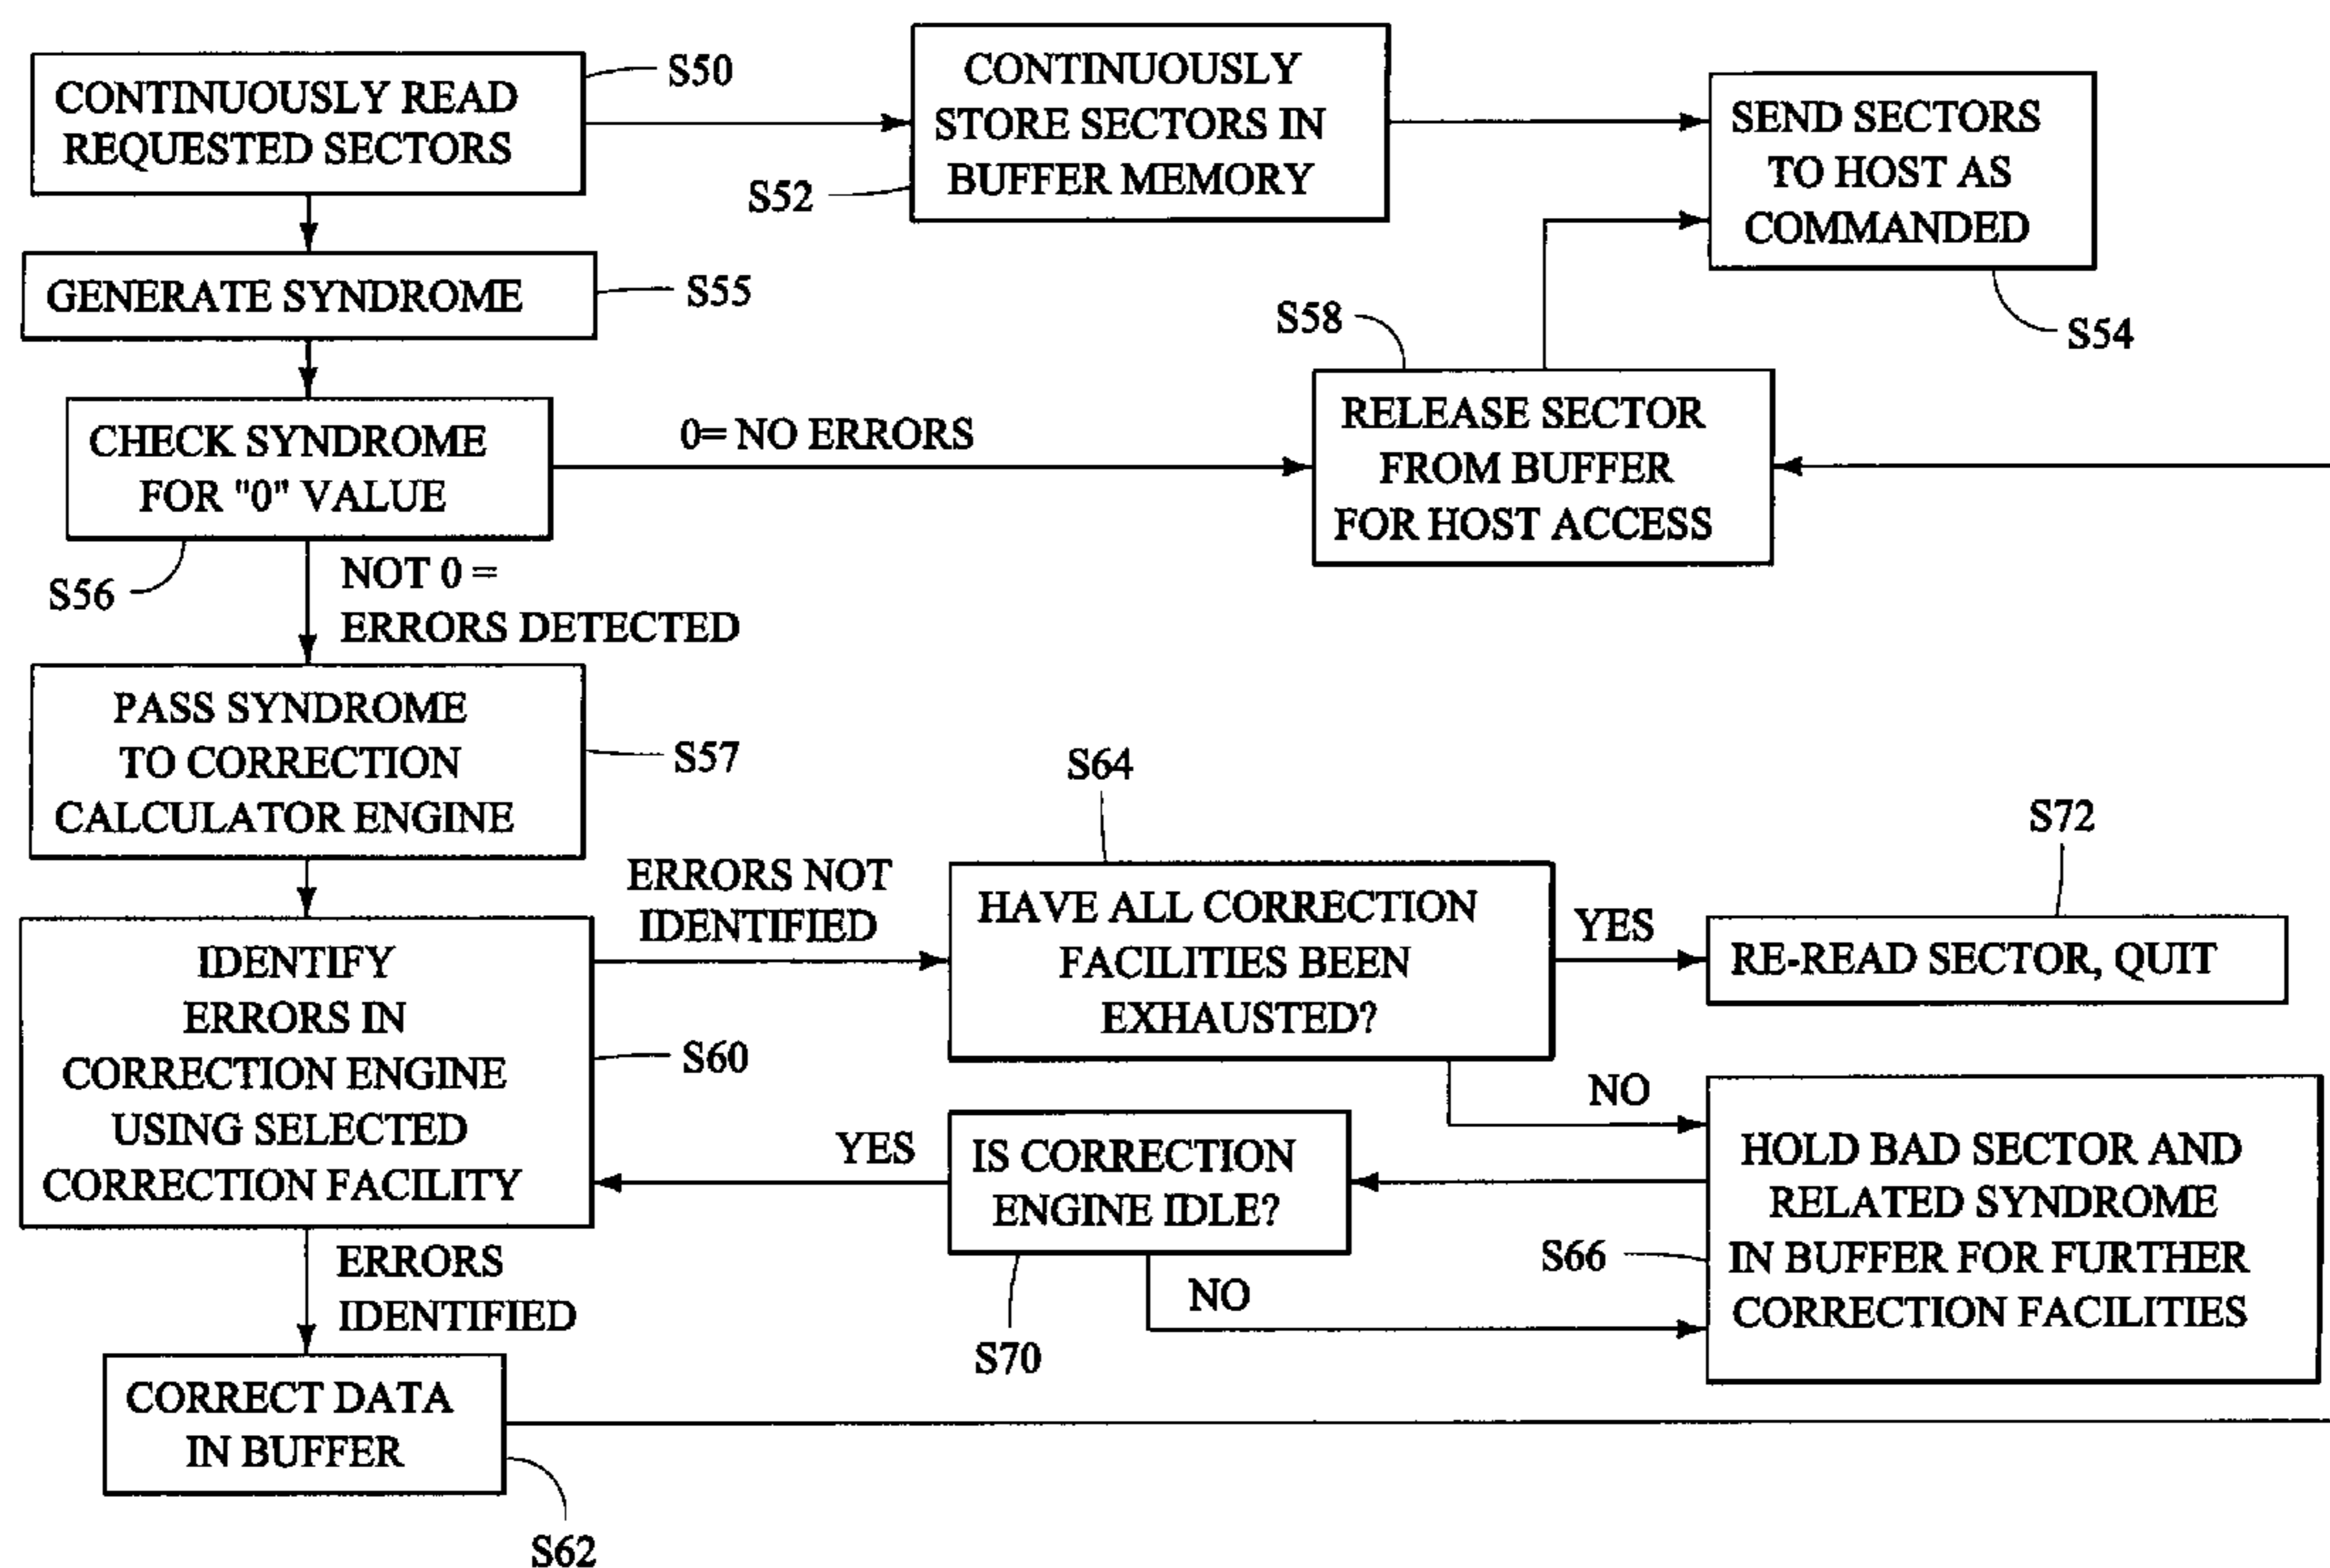 CONTINUOUSLY READ
REQUESTED SECTORS
S50
CONTINUOUSLY
STORE SECTORS IN
BUFFER MEMORY
S52
SEND SECTORS
TO HOST AS
COMMANDED
S54
GENERATE SYNDROME
S55
CHECK SYNDROME
FOR "0" VALUE
S56
0= NO ERRORS
S58
RELEASE SECTOR
FROM BUFFER
FOR HOST ACCESS
NOT 0 =
ERRORS DETECTED
PASS SYNDROME
TO CORRECTION
CALCULATOR ENGINE
S57
IDENTIFY
ERRORS IN
CORRECTION ENGINE
USING SELECTED
CORRECTION FACILITY
S60
ERRORS NOT
IDENTIFIED
S64
HAVE ALL CORRECTION
FACILITIES BEEN
EXHAUSTED?
YES
S72
RE-READ SECTOR, QUIT
NO
HOLD BAD SECTOR AND
RELATED SYNDROME
IN BUFFER FOR FURTHER
CORRECTION FACILITIES
S66
IS CORRECTION
ENGINE IDLE?
S70
YES
NO
ERRORS
IDENTIFIED
CORRECT DATA
IN BUFFER
S62